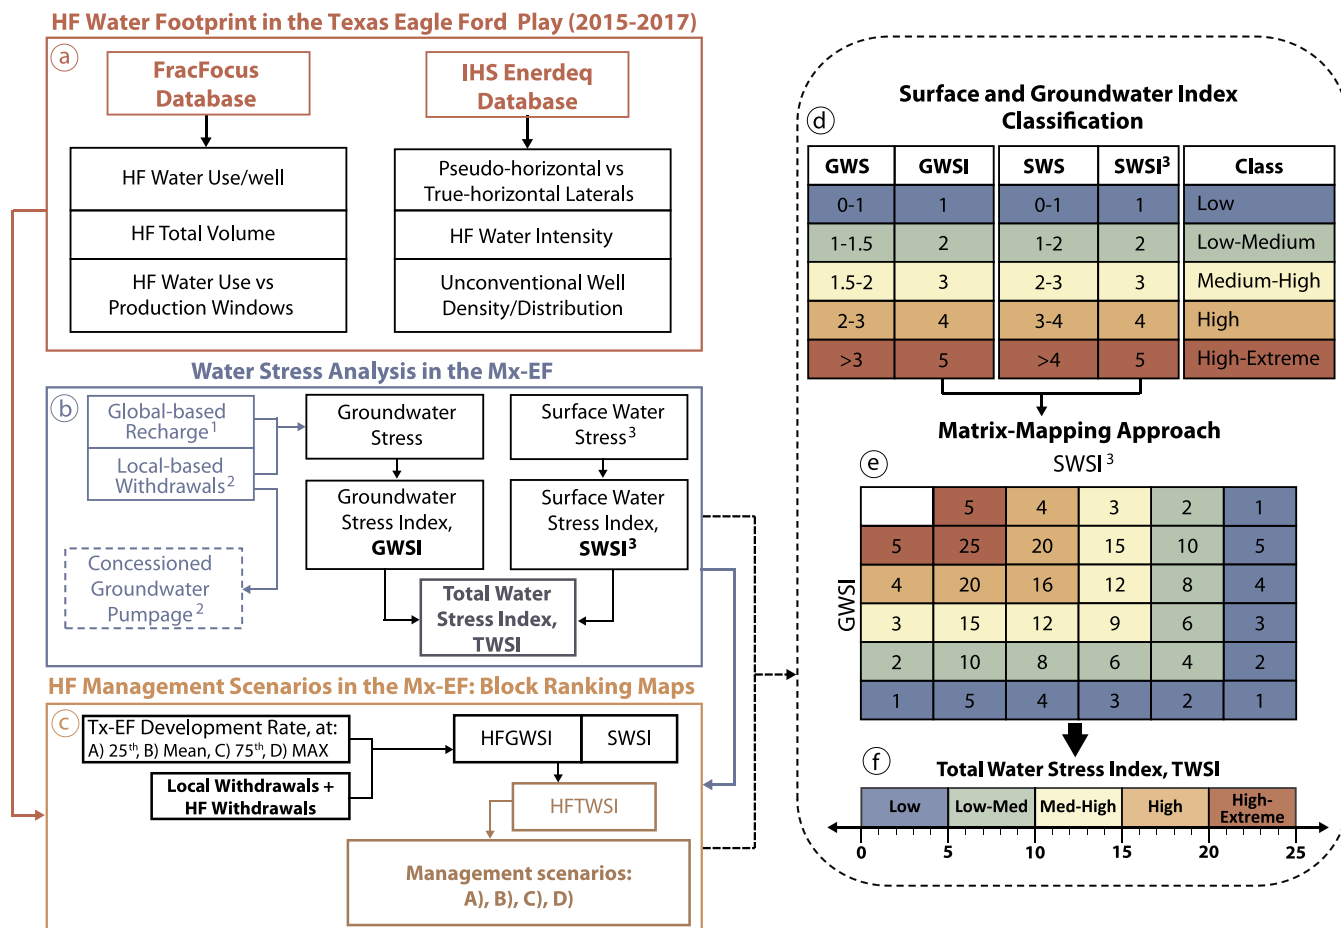 HF Water Footprint in the Texas Eagle Ford Play (2015-2017)
a
FracFocus
Database
IHS Enerdeq
Database
HF Water Use/well
HF Total Volume
HF Water Use vs
Production Windows
Pseudo-horizontal vs
True-horizontal Laterals
HF Water Intensity
Unconventional Well
Density/Distribution
Water Stress Analysis in the Mx-EF
b
Global-based
Recharge1
Local-based
Withdrawals2
Concessioned
Groundwater
Pumpage2
Groundwater
Stress
Surface Water
Stress3
Groundwater
Stress Index,
GWSI
Surface Water
Stress Index,
SWSI3
Total Water
Stress Index,
TWSI
HF Management Scenarios in the Mx-EF: Block Ranking Maps
c
Tx-EF Development Rate, at:
A) 25th, B) Mean, C) 75th, D) MAX
Local Withdrawals +
HF Withdrawals
HFGWSI SWSI
HFTWSI
Management scenarios:
A), B), C), D)
Surface and Groundwater Index
Classification
d
GWS GWSI SWS SWSI3 Class
0-1 1 0-1 1 Low
1-1.5 2 1-2 2 Low-Medium
1.5-2 3 2-3 3 Medium-High
2-3 4 3-4 4 High
>3 5 >4 5 High-Extreme
Matrix-Mapping Approach
e
SWSI 3
GWSI
5 4 3 2 1
5 25 20 15 10 5
4 20 16 12 8 4
3 15 12 9 6 3
2 10 8 6 4 2
1 5 4 3 2 1
f
Total Water Stress Index, TWSI
Low Low-Med Med-High High High-
Extreme
0 5 10 15 20 25